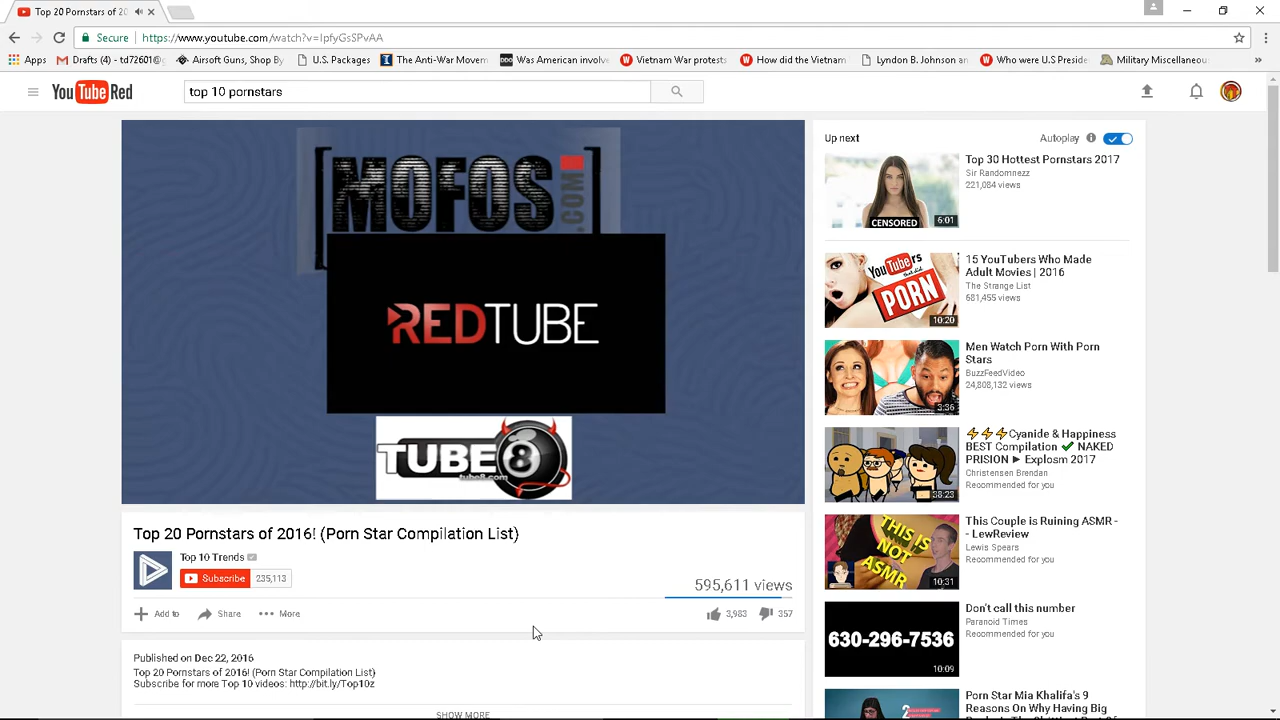 Top 20 Pornstars of 20
Secure https://www.youtube.com/watch?v=IpfyGsSPvAA
Apps Drafts (4) - td72601@g Airsoft Guns, Shop By U.S. Packages The Anti-War Movem DDO Was American involve Vietnam War protests How did the Vietnam Lyndon B. Johnson an Who were U.S Preside Military Miscellaneou »
YouTube Red
top 10 pornstars
[MOFOS.COM]
REDTUBE
TUBE8
tube8.com
Top 20 Pornstars of 2016! (Porn Star Compilation List)
Top 10 Trends
Subscribe 235,113
595,611 views
Add to Share More
3,983 357
Published on Dec 22, 2016
Top 20 Pornstars of 2016! (Porn Star Compilation List)
Subscribe for more Top 10 videos: http://bit.ly/Top10z
SHOW MORE
Up next Autoplay
CENSORED
6:01
Top 30 Hottest Pornstars 2017
Sir Randomnezz
221,084 views
YouTubers
that did
PORN
10:20
15 YouTubers Who Made
Adult Movies | 2016
The Strange List
681,455 views
3:36
Men Watch Porn With Porn
Stars
BuzzFeedVideo
24,808,132 views
38:23
⚡⚡⚡Cyanide & Happiness
BEST Compilation ✔ NAKED
PRISION ► Explosm 2017
Christensen Brendan
Recommended for you
THIS IS
NOT
ASMR
10:31
This Couple is Ruining ASMR -
- LewReview
Lewis Spears
Recommended for you
630-296-7536
10:09
Don't call this number
Paranoid Times
Recommended for you
Porn Star Mia Khalifa's 9
Reasons On Why Having Big